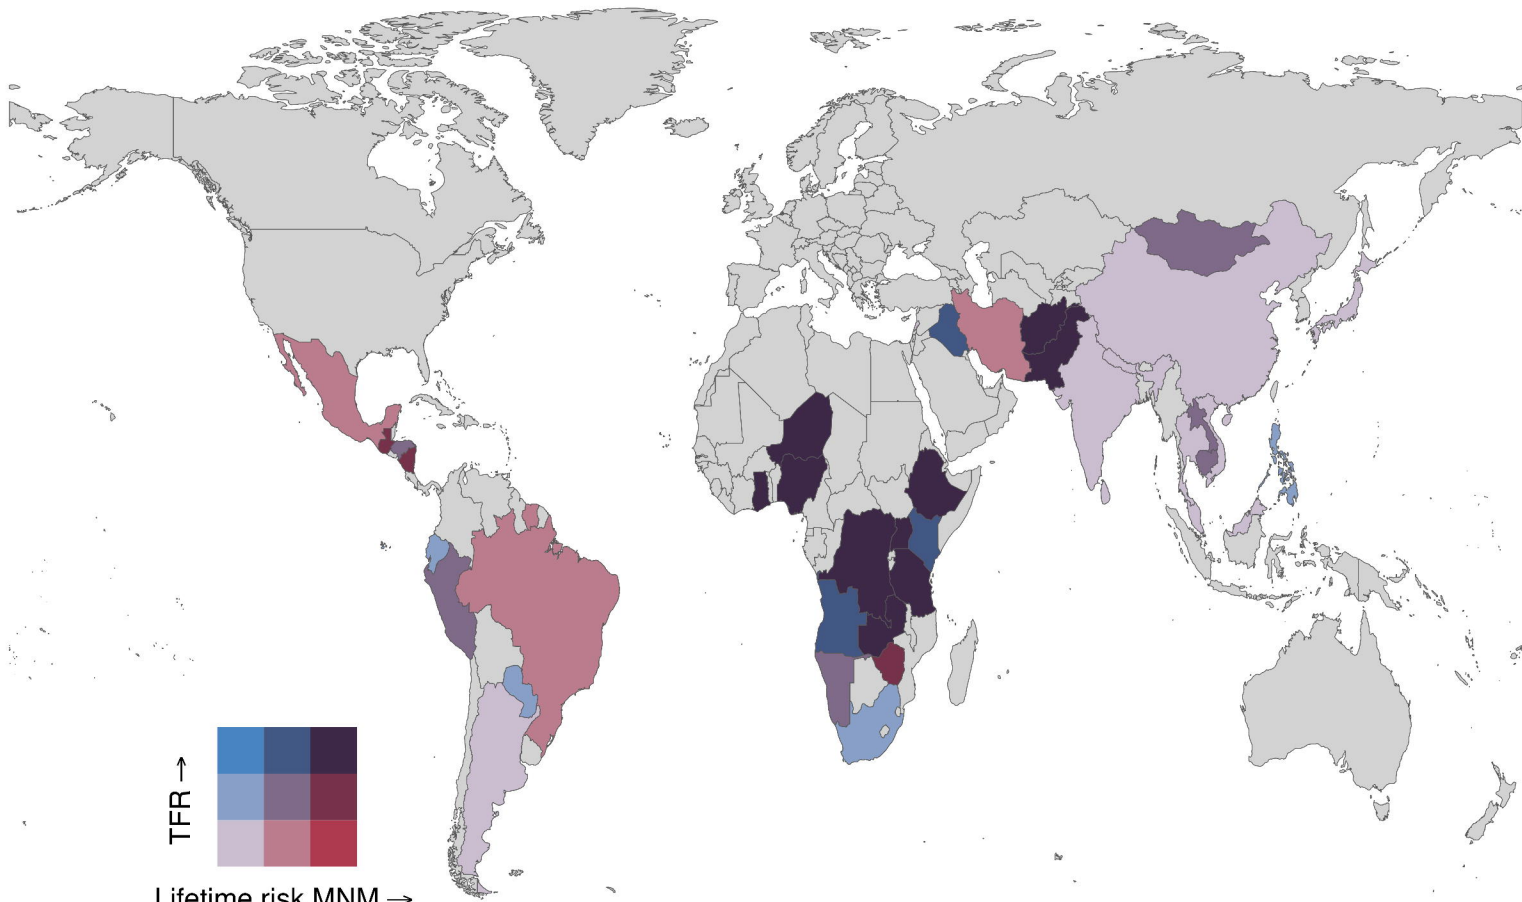 TFR →
Lifetime risk MNM →